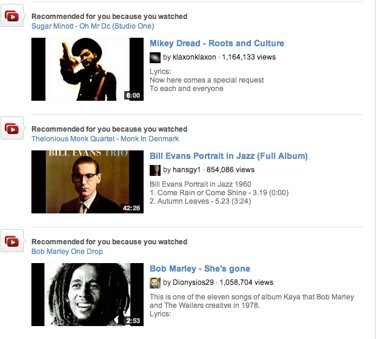 Recommended for you because you watched
Sugar Minott - Oh Mr Dc (Studio One)
Mikey Dread - Roots and Culture
by klaxonklaxon · 1,164,133 views
Lyrics:
Now here comes a special request
To each and everyone
6:00
Recommended for you because you watched
Thelonious Monk Quartet - Monk In Denmark
BILL EVANS TRIO
Bill Evans Portrait in Jazz (Full Album)
by hansgy1 · 854,086 views
Bill Evans Portrait in Jazz 1960
1. Come Rain or Come Shine - 3.19 (0:00)
2. Autumn Leaves - 5.23 (3:24)
42:26
Recommended for you because you watched
Bob Marley One Drop
Bob Marley - She's gone
by Dionysios29 · 1,058,704 views
This is one of the eleven songs of album Kaya that Bob Marley
and The Wailers creative in 1978.
Lyrics:
2:53